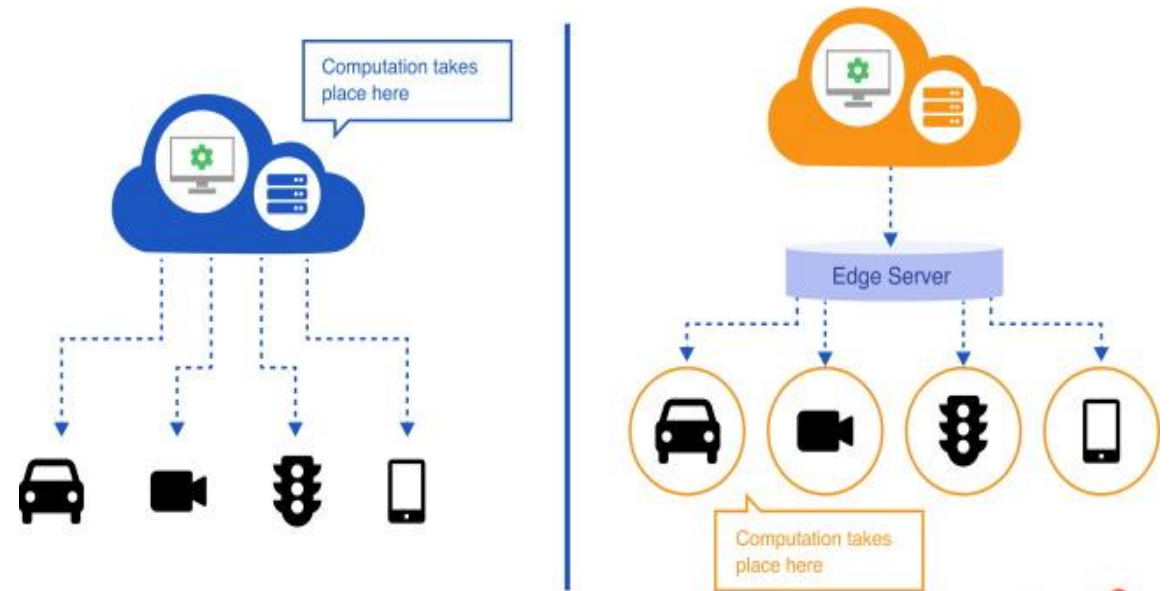 Computation takes
place here
Edge Server
Computation takes
place here